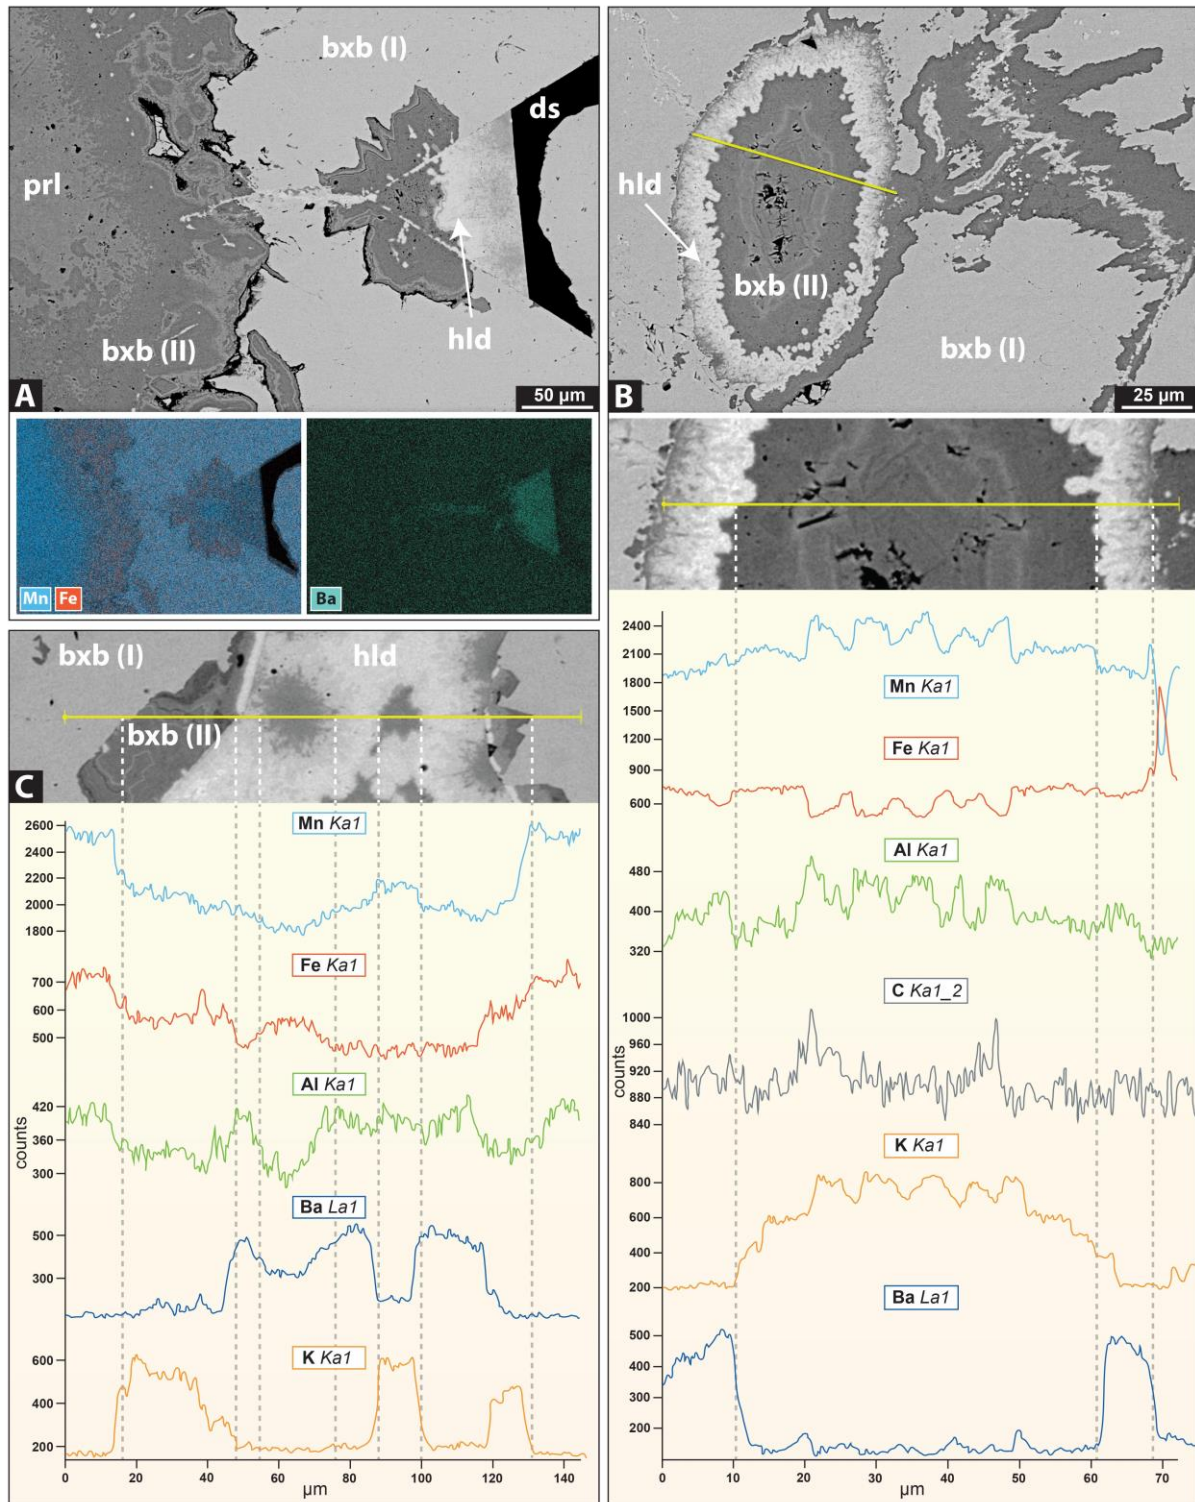 bxb (I)
ds
prl
hld
bxb (II)
A
50 µm
Mn Fe
Ba
bxb (I)
hld
bxb (II)
C
Mn Ka1
2600
2400
2200
2000
1800
Fe Ka1
700
600
500
Al Ka1
420
360
300
counts
Ba La1
500
300
K Ka1
600
400
200
0 20 40 60 80 100 120 140
µm
hld
bxb (II)
bxb (I)
B
25 µm
2400
2100
1800
Mn Ka1
1500
1200
Fe Ka1
900
600
Al Ka1
480
400
320
C Ka1_2
1000
960
920
880
840
counts
K Ka1
800
600
400
200
Ba La1
500
400
300
200
0 10 20 30 40 50 60 70
µm